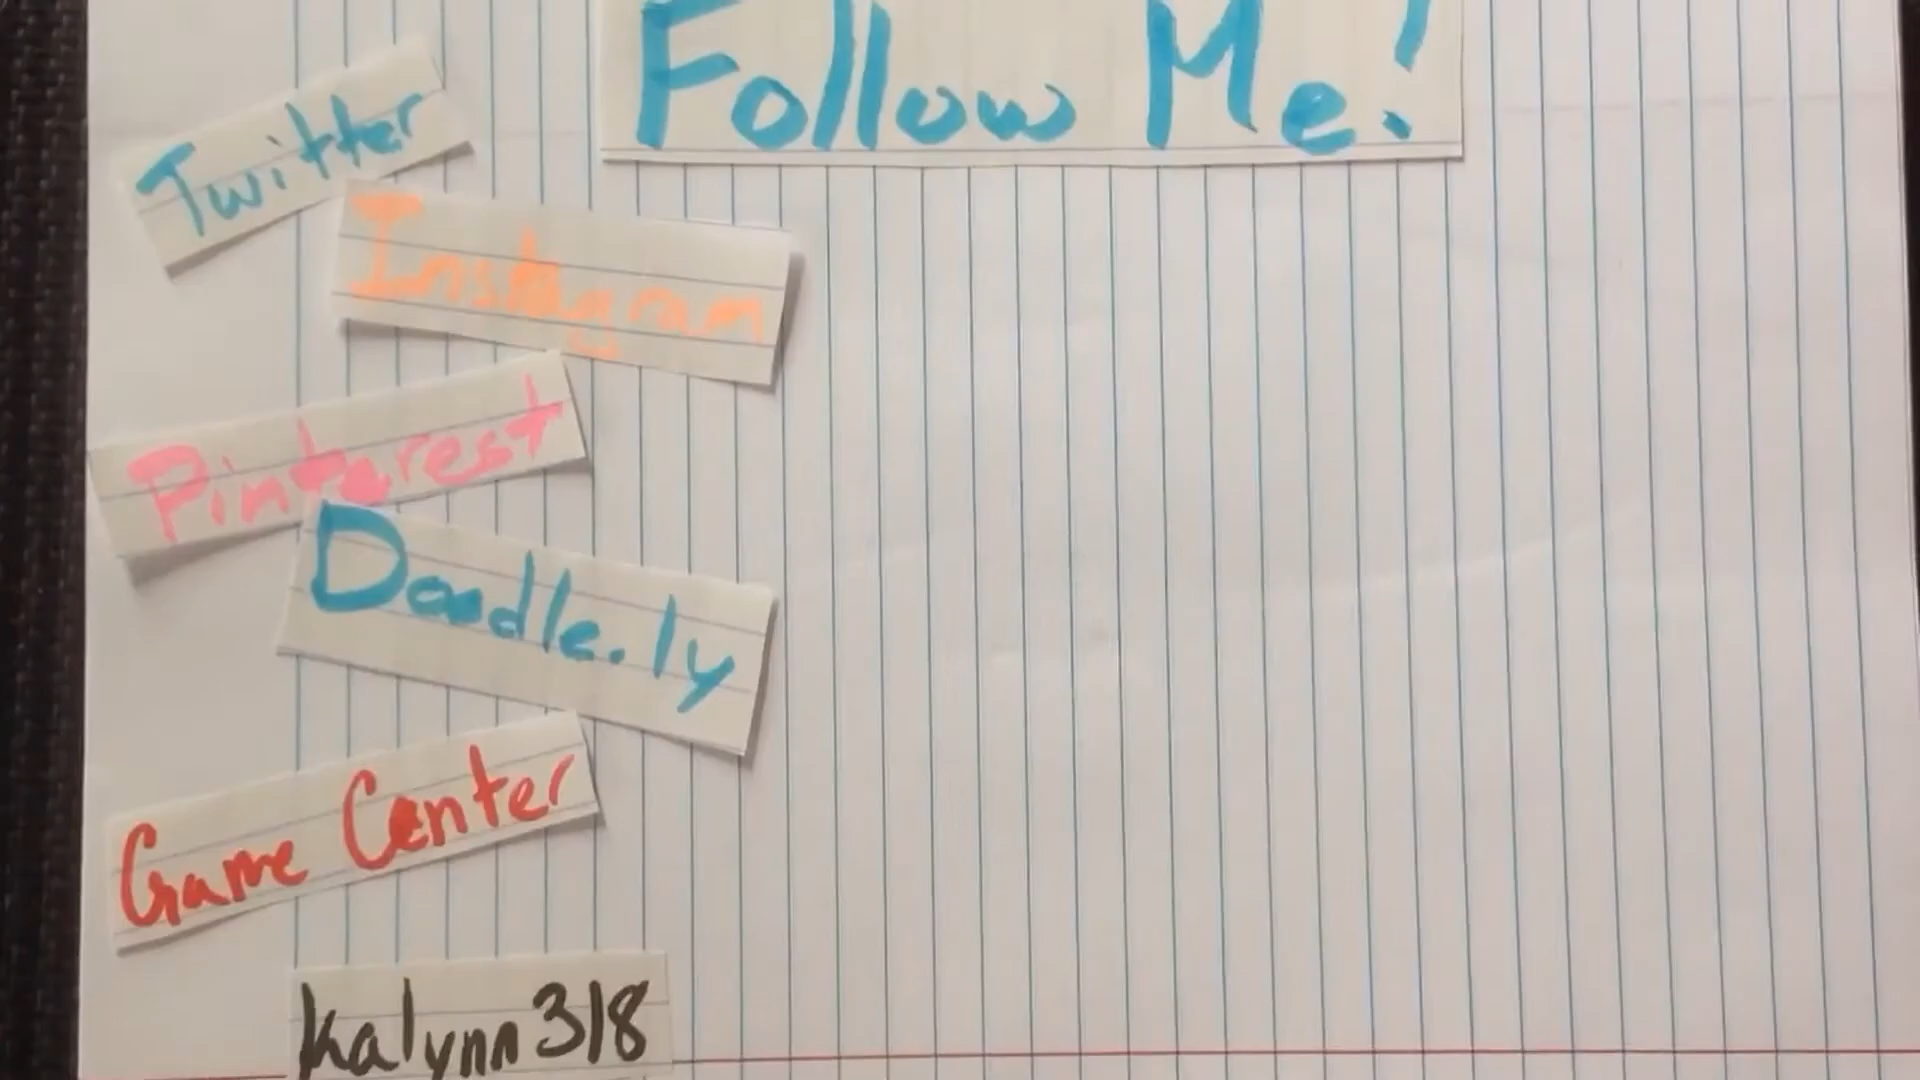 Follow Me!
Twitter
Instagram
Pinterest
Doodle.ly
Game Center
kalynn318